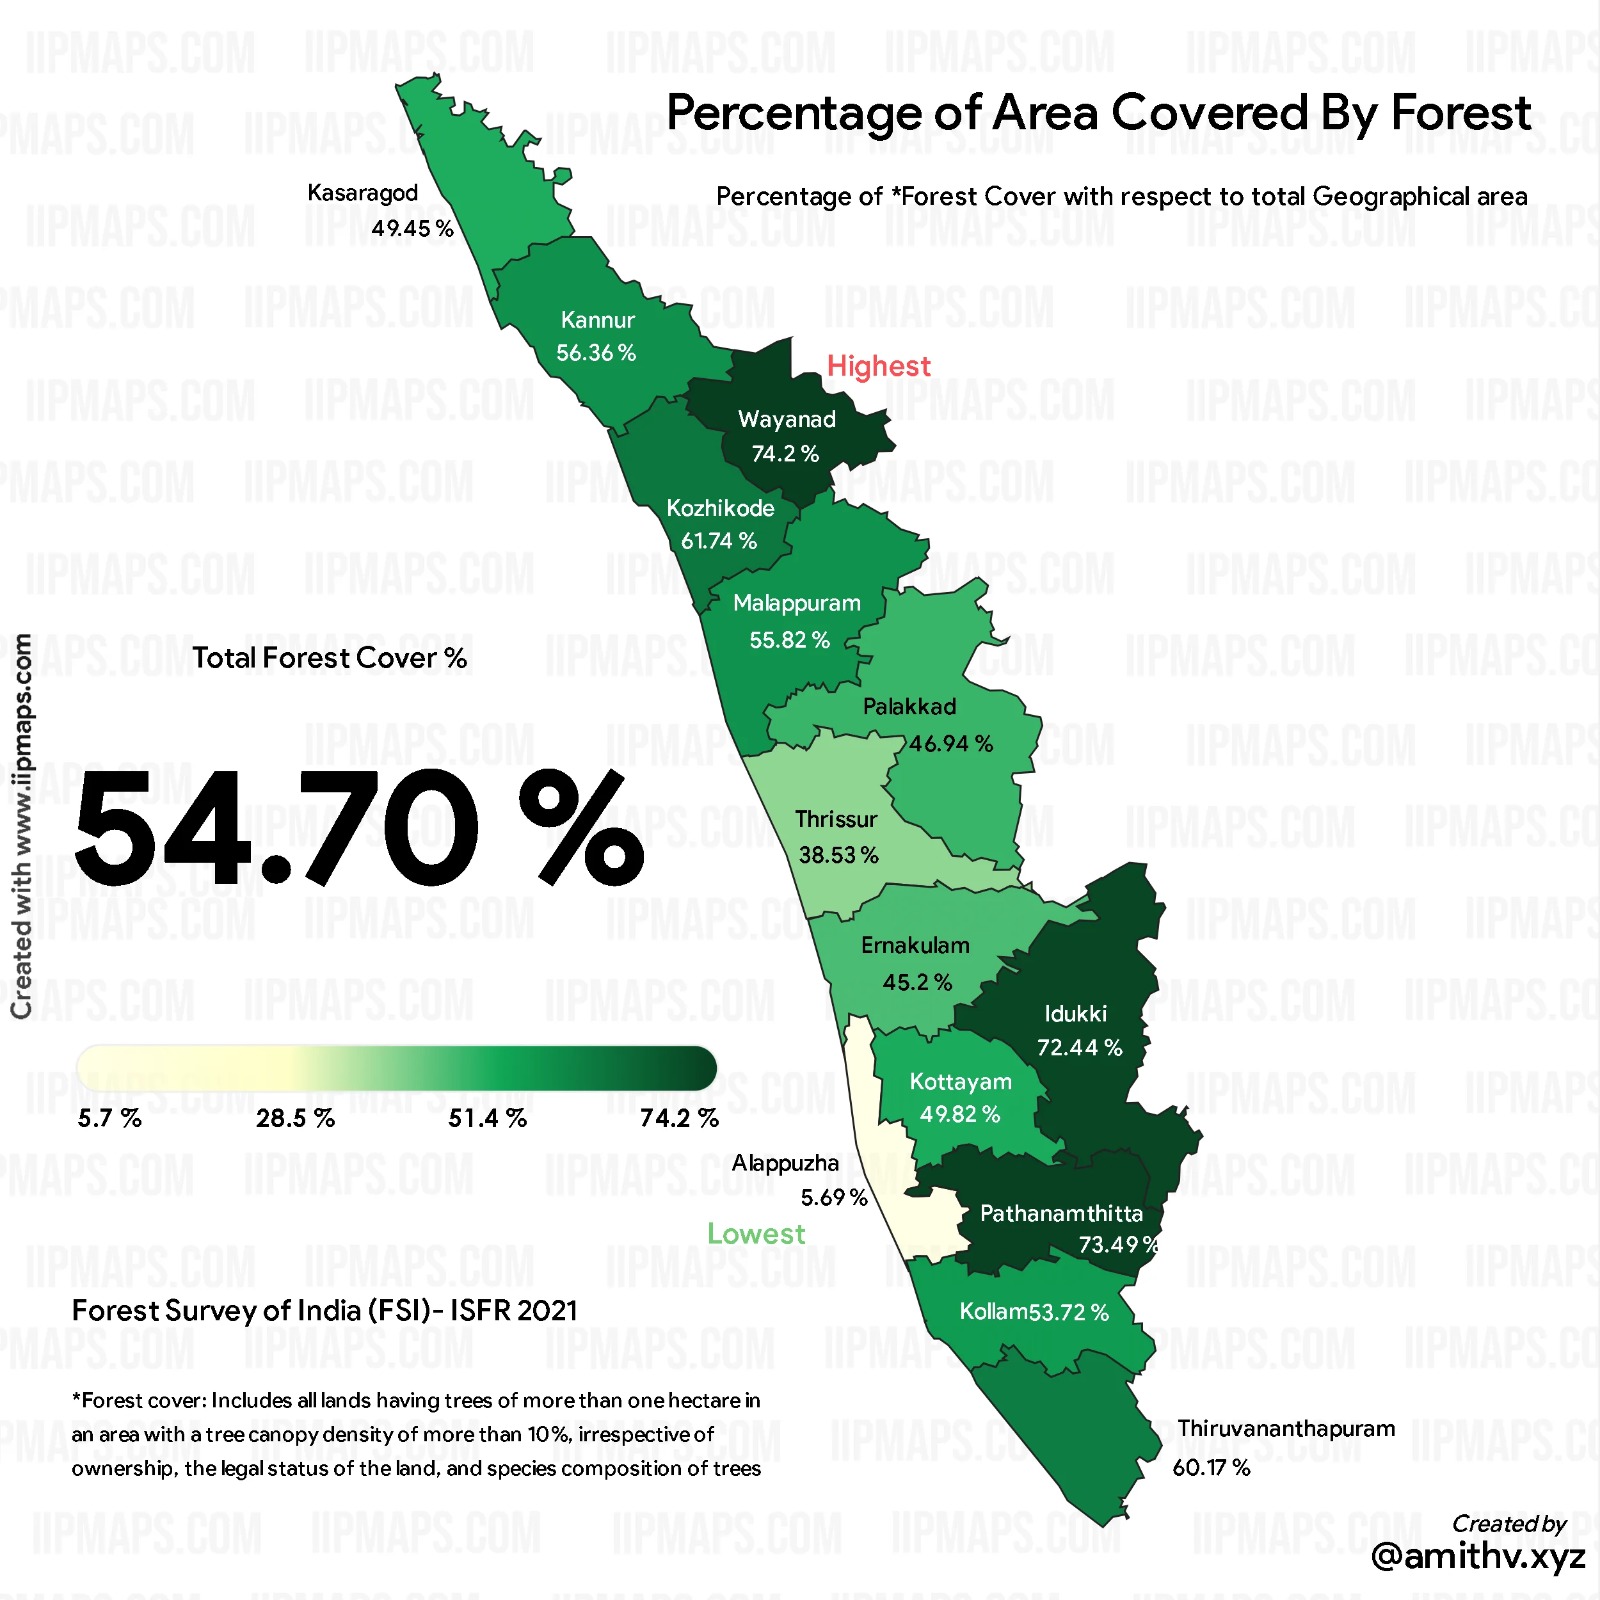 Percentage of Area Covered By Forest
Percentage of *Forest Cover with respect to total Geographical area
Kasaragod
49.45 %
Kannur
56.36 %
Highest
Wayanad
74.2 %
Kozhikode
61.74 %
Malappuram
55.82 %
Palakkad
46.94 %
Thrissur
38.53 %
Ernakulam
45.2 %
Idukki
72.44 %
Kottayam
49.82 %
Alappuzha
5.69 %
Lowest
Pathanamthitta
73.49 %
Kollam 53.72 %
Thiruvananthapuram
60.17 %
Total Forest Cover %
54.70 %
5.7 % 28.5 % 51.4 % 74.2 %
Forest Survey of India (FSI)- ISFR 2021
*Forest cover: Includes all lands having trees of more than one hectare in
an area with a tree canopy density of more than 10%, irrespective of
ownership, the legal status of the land, and species composition of trees
Created with www.iipmaps.com
Created by
@amithv.xyz
IIPMAPS.COM